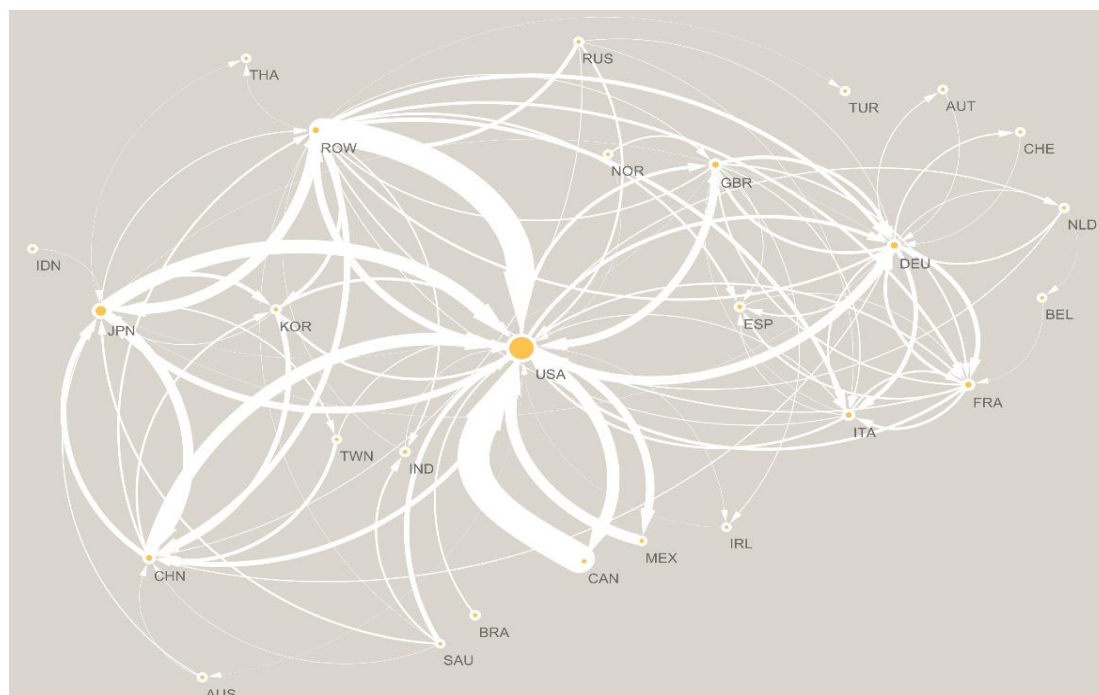 RUS
THA
TUR
AUT
CHE
ROW
NOR
GBR
NLD
IDN
DEU
BEL
ESP
JPN
KOR
USA
FRA
ITA
TWN
IND
IRL
MEX
CHN
CAN
BRA
SAU
AUS